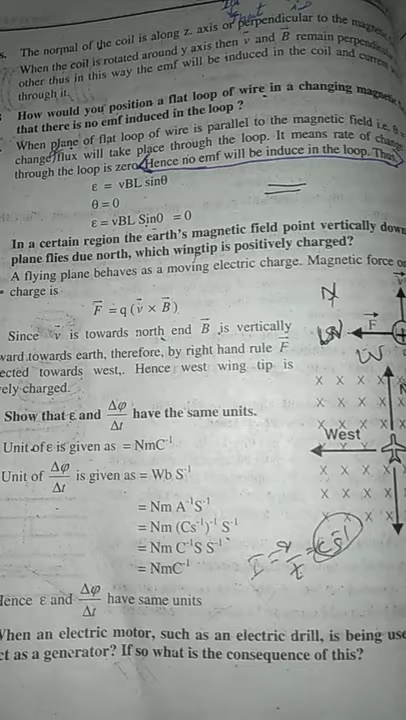 The normal of the coil is along z. axis or perpendicular to the magnetic
When the coil is rotated around y axis then v⃗ and B⃗ remain perpendicular
other thus in this way the emf will be induced in the coil and current
through it.
How would you position a flat loop of wire in a changing magnetic
that there is no emf induced in the loop ?
When plane of flat loop of wire is parallel to the magnetic field i.e, θ
change flux will take place through the loop. It means rate of change
through the loop is zero. Hence no emf will be induce in the loop. Thus,
ε = vBL sinθ
θ = 0
ε = vBL Sin0 = 0
In a certain region the earth's magnetic field point vertically down
plane flies due north, which wingtip is positively charged?
A flying plane behaves as a moving electric charge. Magnetic force on
charge is
F⃗ = q (v⃗ × B⃗)
N
F⃗
W
Since v⃗ is towards north end B⃗ is vertically
ward towards earth, therefore, by right hand rule F⃗
ected towards west,. Hence west wing tip is
vely charged.
x x x x
Show that ε and Δφ/Δt have the same units.
West
Unit of ε is given as = NmC⁻¹
Unit of Δφ/Δt is given as = Wb S⁻¹
= Nm A⁻¹S⁻¹
= Nm (Cs⁻¹)⁻¹ S⁻¹
= Nm C⁻¹S S⁻¹
= NmC⁻¹
I = q/t = Cs⁻¹
Hence ε and Δφ/Δt have same units
When an electric motor, such as an electric drill, is being use
ct as a generator? If so what is the consequence of this?